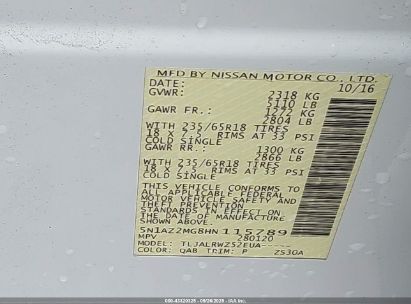 MFD BY NISSAN MOTOR CO., LTD.
DATE: 10/16
GVWR: 2318 KG
5110 LB
GAWR FR.: 1272 KG
2804 LB
WITH 235/65R18 TIRES
18 X 7.5 RIMS AT 33 PSI
COLD SINGLE
GAWR RR.: 1300 KG
2866 LB
WITH 235/65R18 TIRES
18 X 7.5 RIMS AT 33 PSI
COLD SINGLE
THIS VEHICLE CONFORMS TO
ALL APPLICABLE FEDERAL
MOTOR VEHICLE SAFETY AND
THEFT PREVENTION
STANDARDS IN EFFECT ON
THE DATE OF MANUFACTURE
SHOWN ABOVE.
5N1AZ2MG8HN115789
MPV 280120
MODEL: TLJALRWZ52EUA-----
COLOR: QAB TRIM: P Z530A